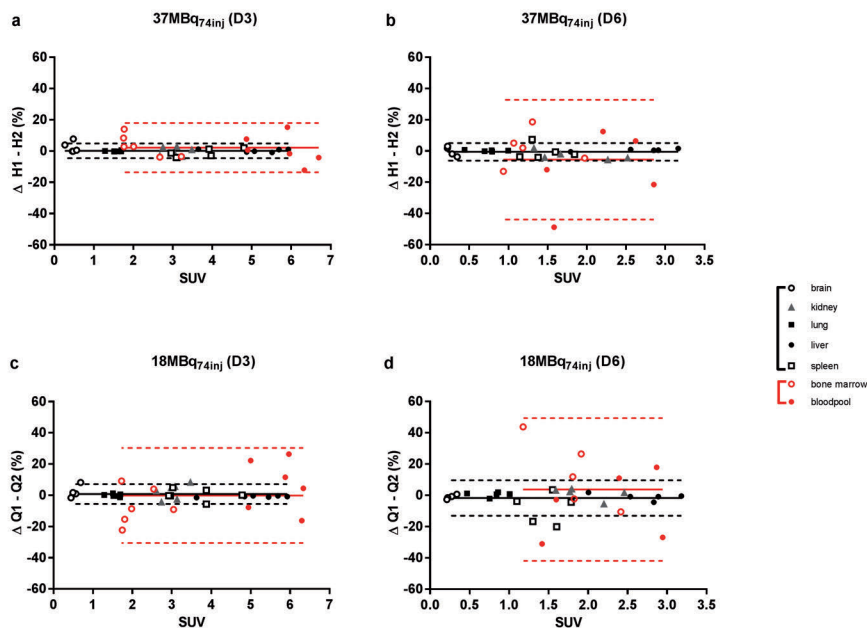 a 37MBq74inj (D3)
60
40
20
0
-20
-40
-60
Δ H1 - H2 (%)
0 1 2 3 4 5 6 7
SUV
b 37MBq74inj (D6)
60
40
20
0
-20
-40
-60
Δ H1 - H2 (%)
0.0 0.5 1.0 1.5 2.0 2.5 3.0 3.5
SUV
brain
kidney
lung
liver
spleen
bone marrow
bloodpool
c 18MBq74inj (D3)
60
40
20
0
-20
-40
-60
Δ Q1 - Q2 (%)
0 1 2 3 4 5 6 7
SUV
d 18MBq74inj (D6)
60
40
20
0
-20
-40
-60
Δ Q1 - Q2 (%)
0.0 0.5 1.0 1.5 2.0 2.5 3.0 3.5
SUV